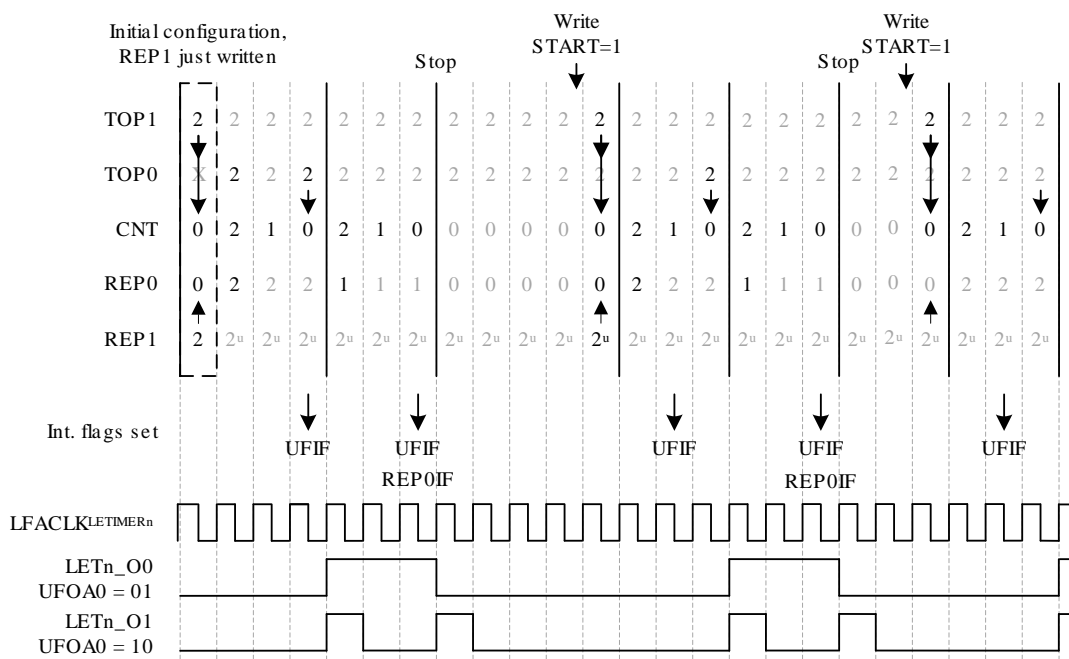 Initial configuration,
REP1 just written
Stop
Write
START=1
Stop
Write
START=1
TOP1 2 2 2 2 2 2 2 2 2 2 2 2 2 2 2 2 2 2 2 2 2 2 2 2
TOP0 X 2 2 2 2 2 2 2 2 2 2 2 2 2 2 2 2 2 2 2 2 2 2 2
CNT 0 2 1 0 2 1 0 0 0 0 0 0 2 1 0 2 1 0 0 0 0 2 1 0
REP0 0 2 2 2 1 1 1 0 0 0 0 0 2 2 2 1 1 1 0 0 0 2 2 2
REP1 2 2u 2u 2u 2u 2u 2u 2u 2u 2u 2u 2u 2u 2u 2u 2u 2u 2u 2u 2u 2u 2u 2u 2u
Int. flags set
UFIF UFIF UFIF UFIF UFIF
REP0IF REP0IF
LFACLKLETIMERn
LETn_O0
UFOA0 = 01
LETn_O1
UFOA0 = 10